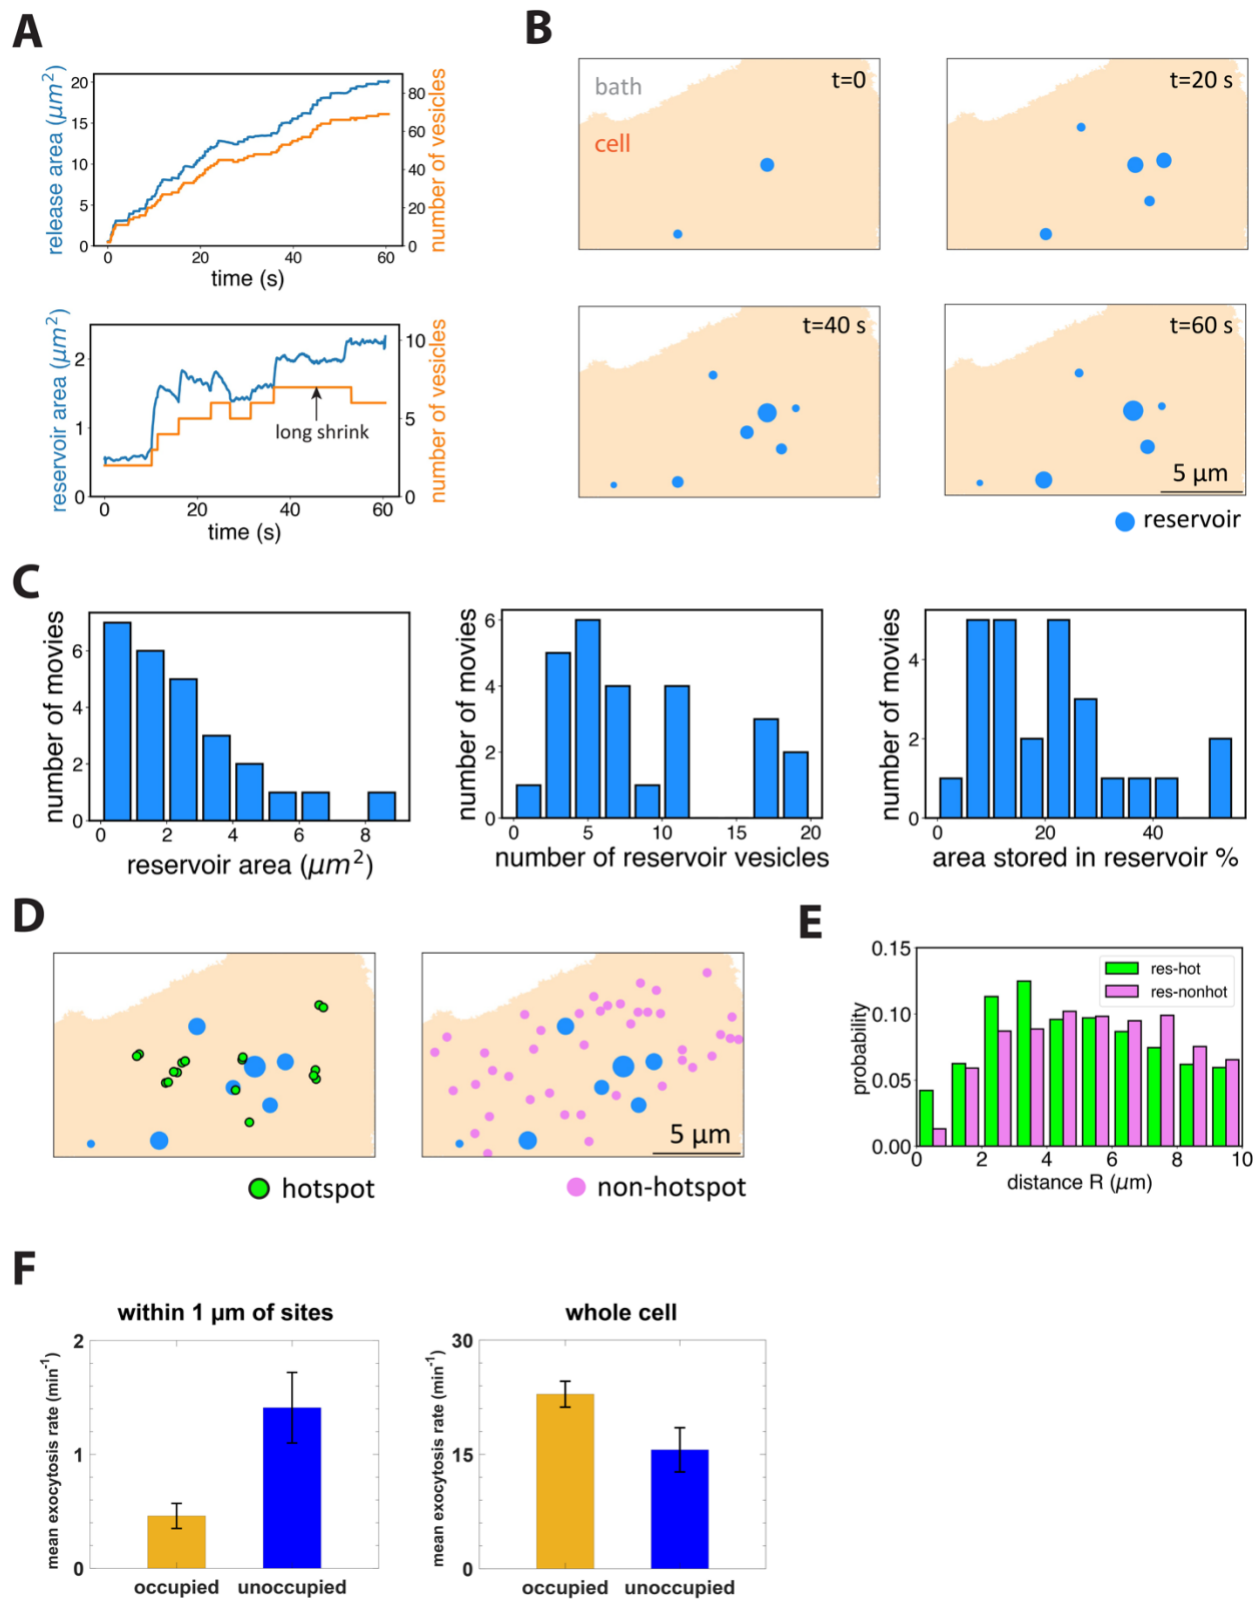 A
release area (μm²)
20
15
10
5
0
0
20
40
60
time (s)
80
60
40
20
0
number of vesicles
reservoir area (μm²)
2
1
0
long shrink
0
20
40
60
time (s)
10
5
0
number of vesicles
B
bath
cell
t=0
t=20 s
t=40 s
t=60 s
5 μm
reservoir
C
number of movies
6
4
2
0
0
2
4
6
8
reservoir area (μm²)
number of movies
6
4
2
0
0
5
10
15
20
number of reservoir vesicles
number of movies
4
2
0
0
20
40
area stored in reservoir %
D
hotspot
5 μm
non-hotspot
E
probability
0.15
0.10
0.05
0.00
res-hot
res-nonhot
0
2
4
6
8
10
distance R (μm)
F
within 1 μm of sites
mean exocytosis rate (min⁻¹)
2
1
0
occupied
unoccupied
whole cell
mean exocytosis rate (min⁻¹)
30
15
0
occupied
unoccupied